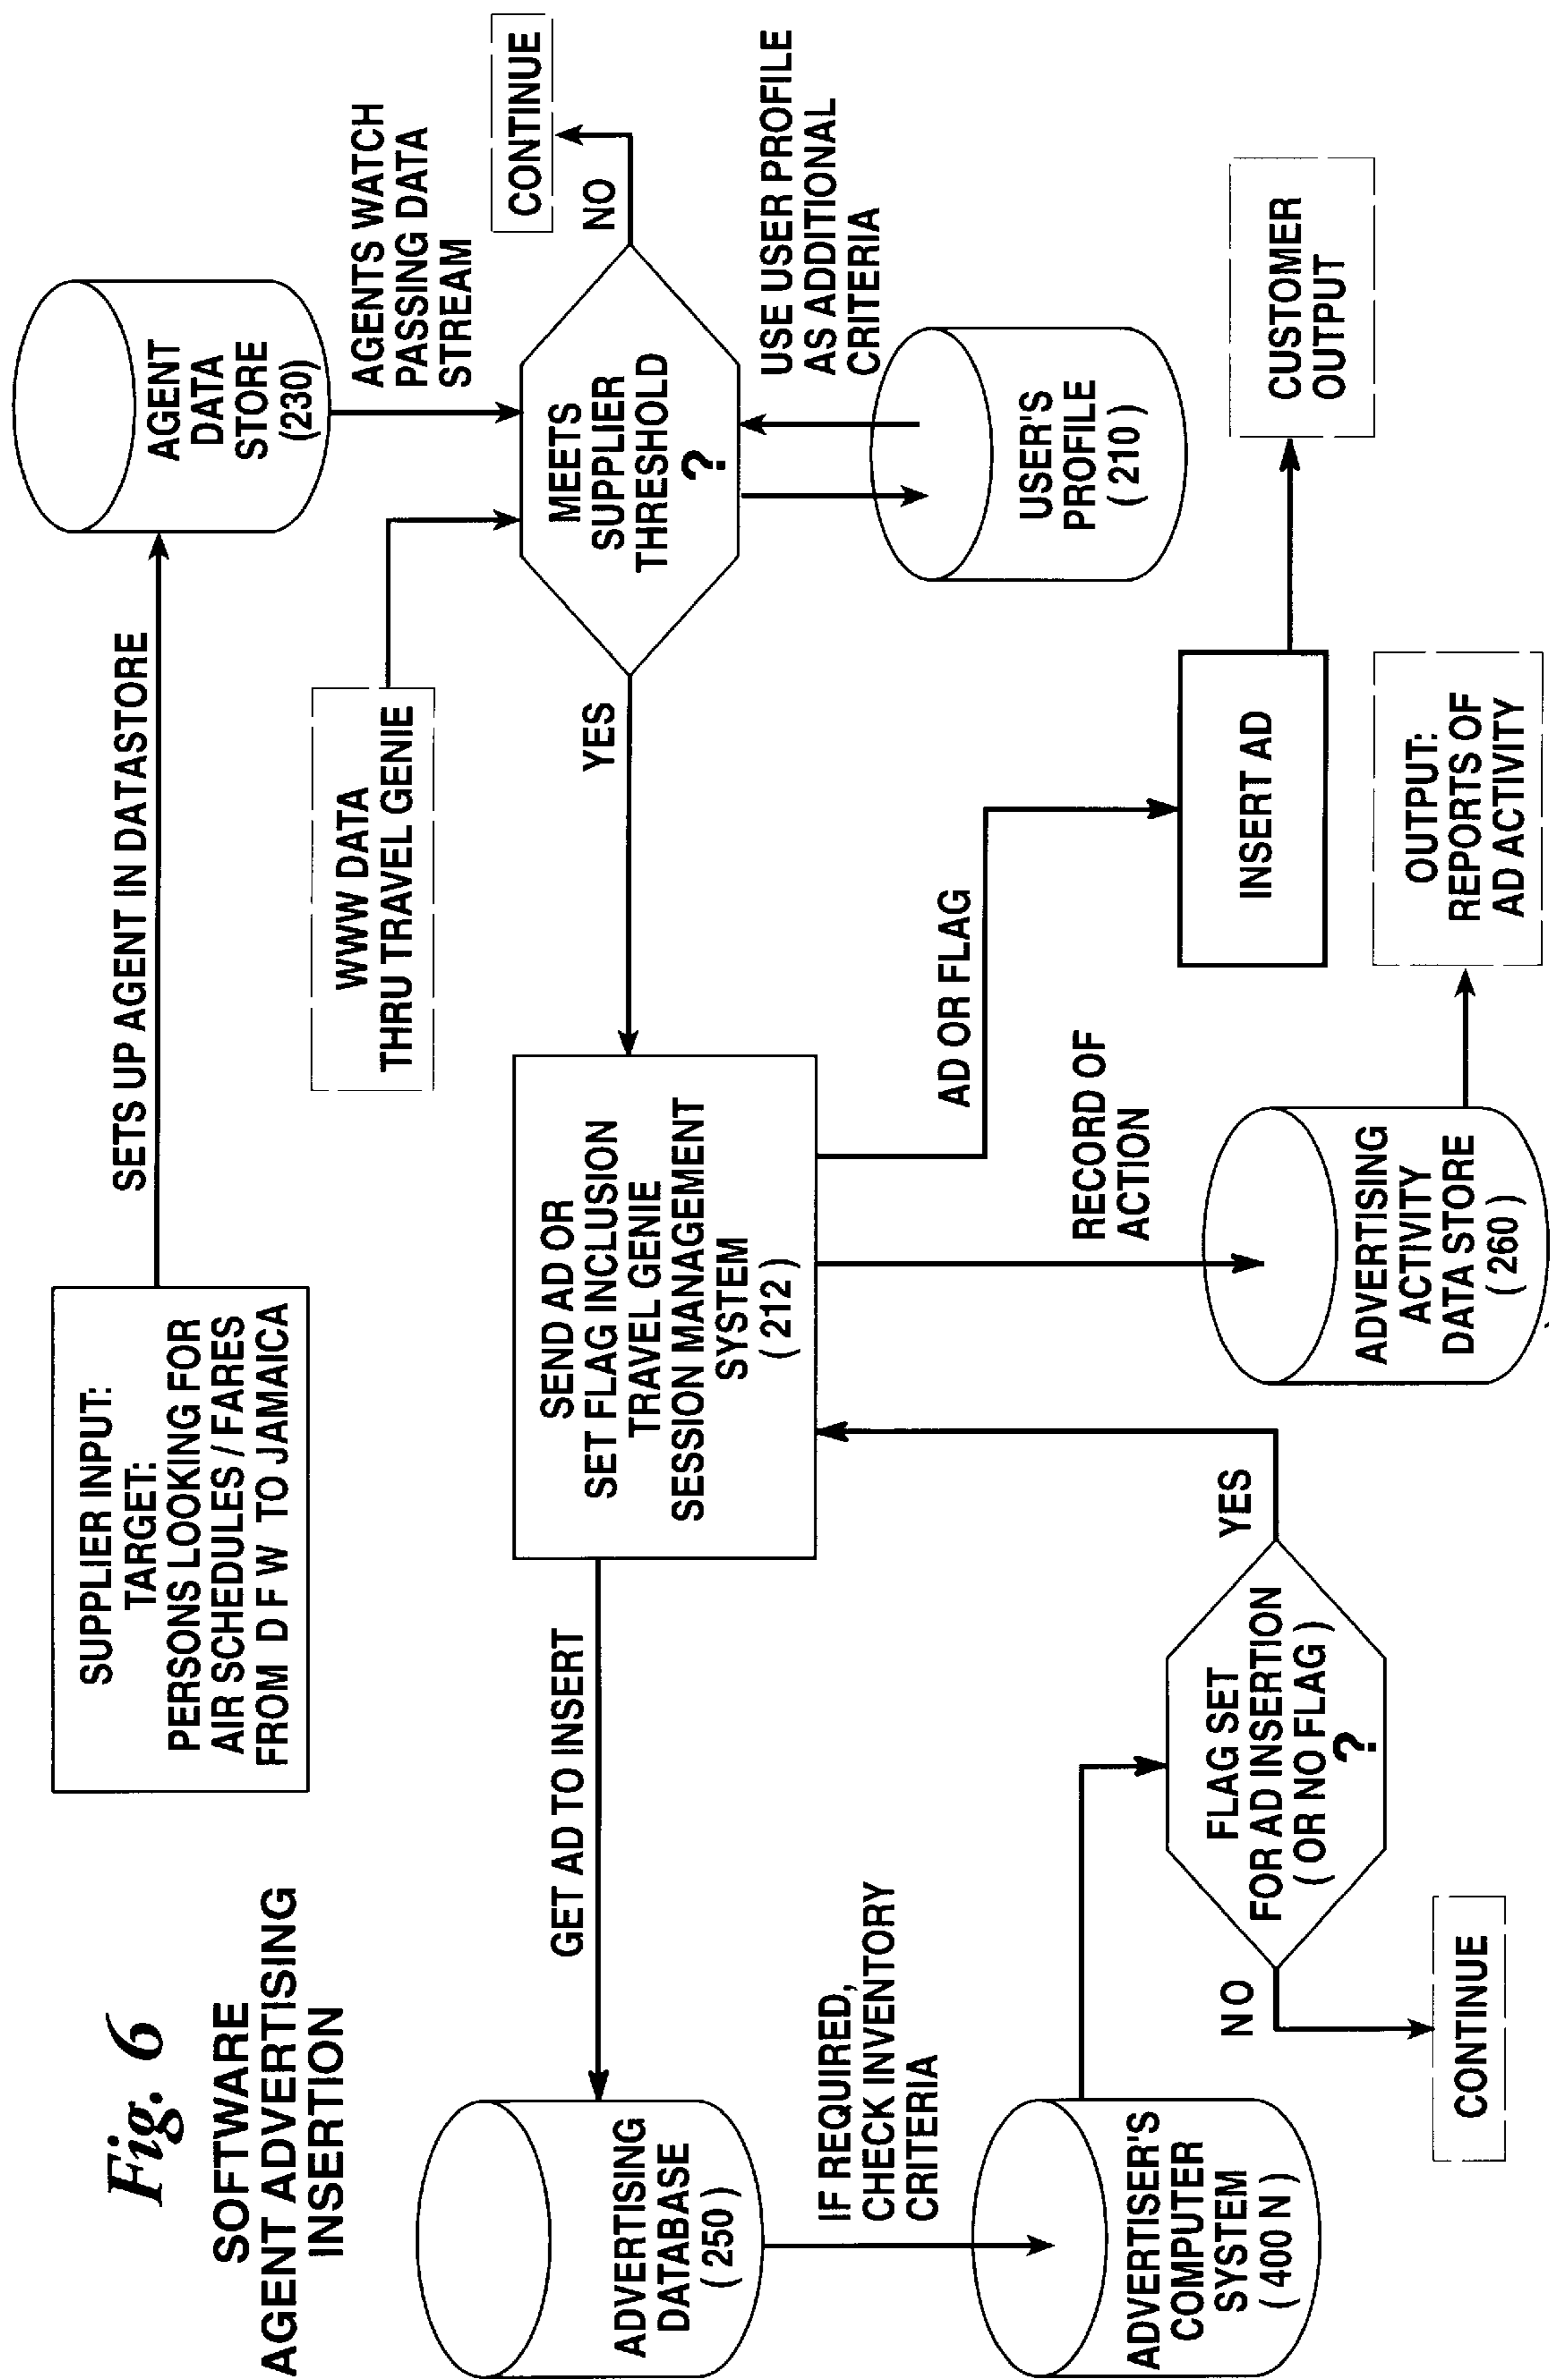 Fig. 6
SOFTWARE
AGENT ADVERTISING
INSERTION
SUPPLIER INPUT:
TARGET:
PERSONS LOOKING FOR
AIR SCHEDULES / FARES
FROM D F W TO JAMAICA
SETS UP AGENT IN DATASTORE
AGENT
DATA
STORE
(230)
WWW DATA
THRU TRAVEL GENIE
AGENTS WATCH
PASSING DATA
STREAM
MEETS
SUPPLIER
THRESHOLD
?
NO
CONTINUE
YES
USE USER PROFILE
AS ADDITIONAL
CRITERIA
USER'S
PROFILE
( 210 )
SEND AD OR
SET FLAG INCLUSION
TRAVEL GENIE
SESSION MANAGEMENT
SYSTEM
( 212 )
GET AD TO INSERT
ADVERTISING
DATABASE
( 250 )
IF REQUIRED,
CHECK INVENTORY
CRITERIA
ADVERTISER'S
COMPUTER
SYSTEM
( 400 N )
FLAG SET
FOR AD INSERTION
( OR NO FLAG )
?
NO
CONTINUE
YES
RECORD OF
ACTION
ADVERTISING
ACTIVITY
DATA STORE
( 260 )
OUTPUT:
REPORTS OF
AD ACTIVITY
AD OR FLAG
INSERT AD
CUSTOMER
OUTPUT